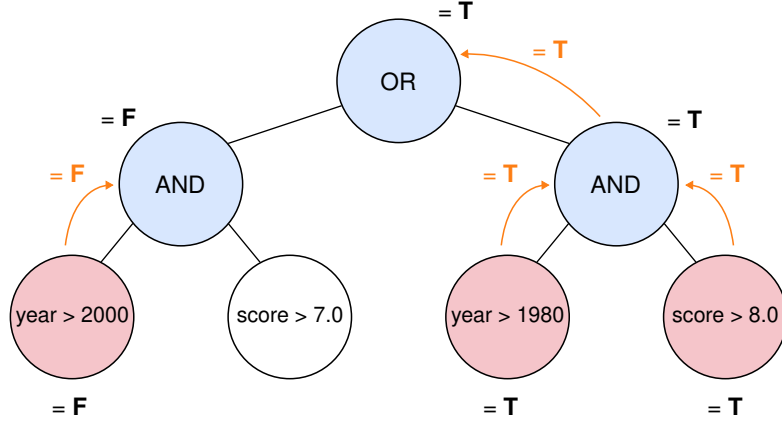 = T
= T
OR
= F
= T
= F
AND
= T
AND
= T
year > 2000
score > 7.0
year > 1980
score > 8.0
= F
= T
= T